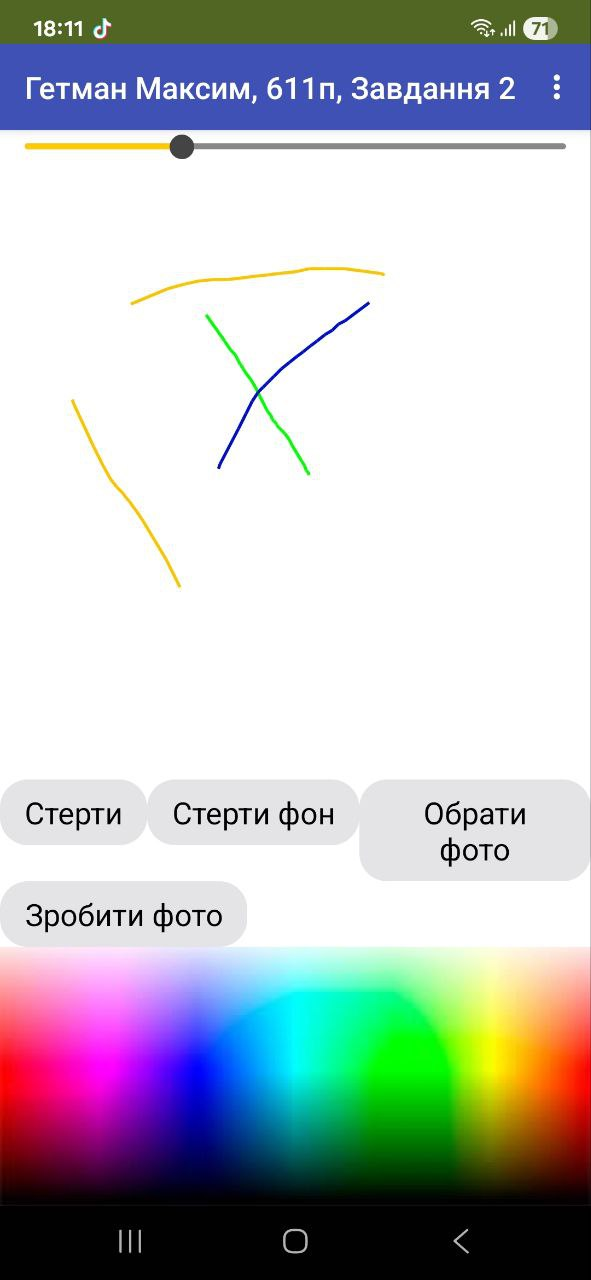 18:11
71
Гетман Максим, 611п, Завдання 2
Стерти
Стерти фон
Обрати
фото
Зробити фото